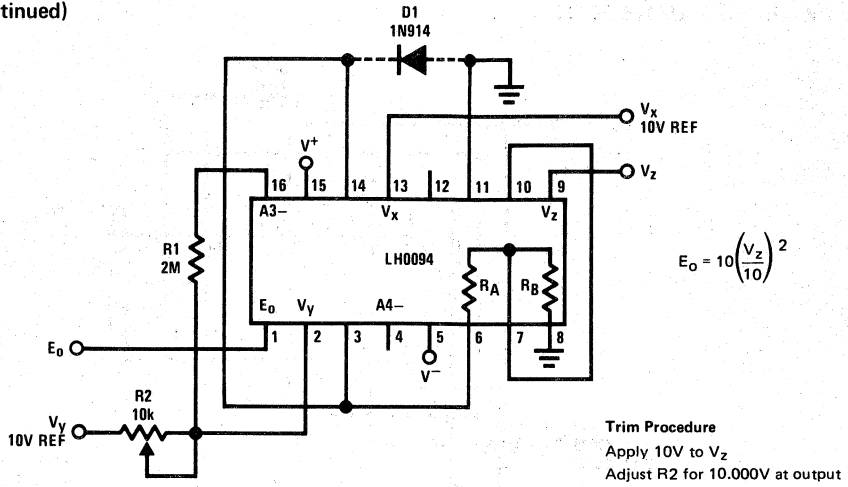 tinued)
D1
1N914
Vx
10V REF
V+
Vz
16 15 14 13 12 11 10 9
A3– Vx Vz
R1
2M
LH0094
RA RB
Eo = 10(Vz/10)2
Eo Vy A4–
1 2 3 4 5 6 7 8
Eo
V–
R2
10k
Vy
10V REF
Trim Procedure
Apply 10V to Vz
Adjust R2 for 10.000V at output